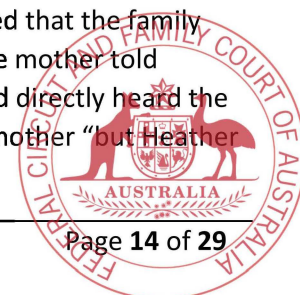 ed that the family
e mother told
d directly heard the
mother “but Heather
FEDERAL CIRCUIT AND FAMILY COURT OF AUSTRALIA
AUSTRALIA
Page 14 of 29